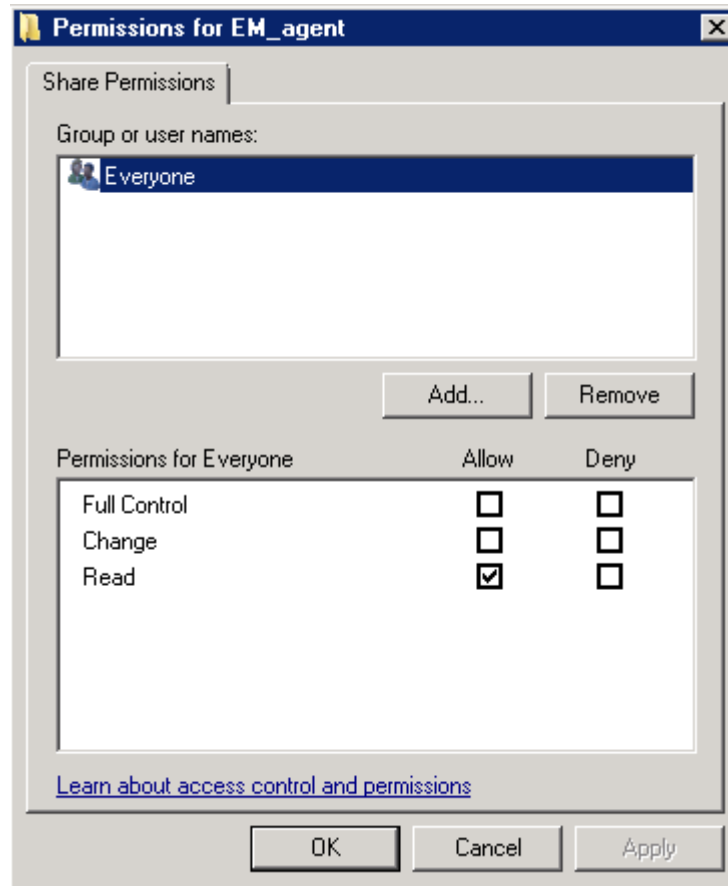 Permissions for EM_agent
Share Permissions
Group or user names:
Everyone
Add... Remove
Permissions for Everyone Allow Deny
Full Control
Change
Read
Learn about access control and permissions
OK Cancel Apply